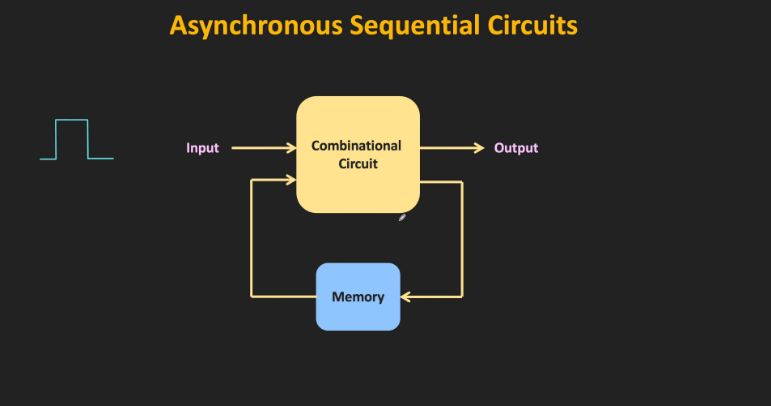 Asynchronous Sequential Circuits
Input
Combinational
Circuit
Output
Memory